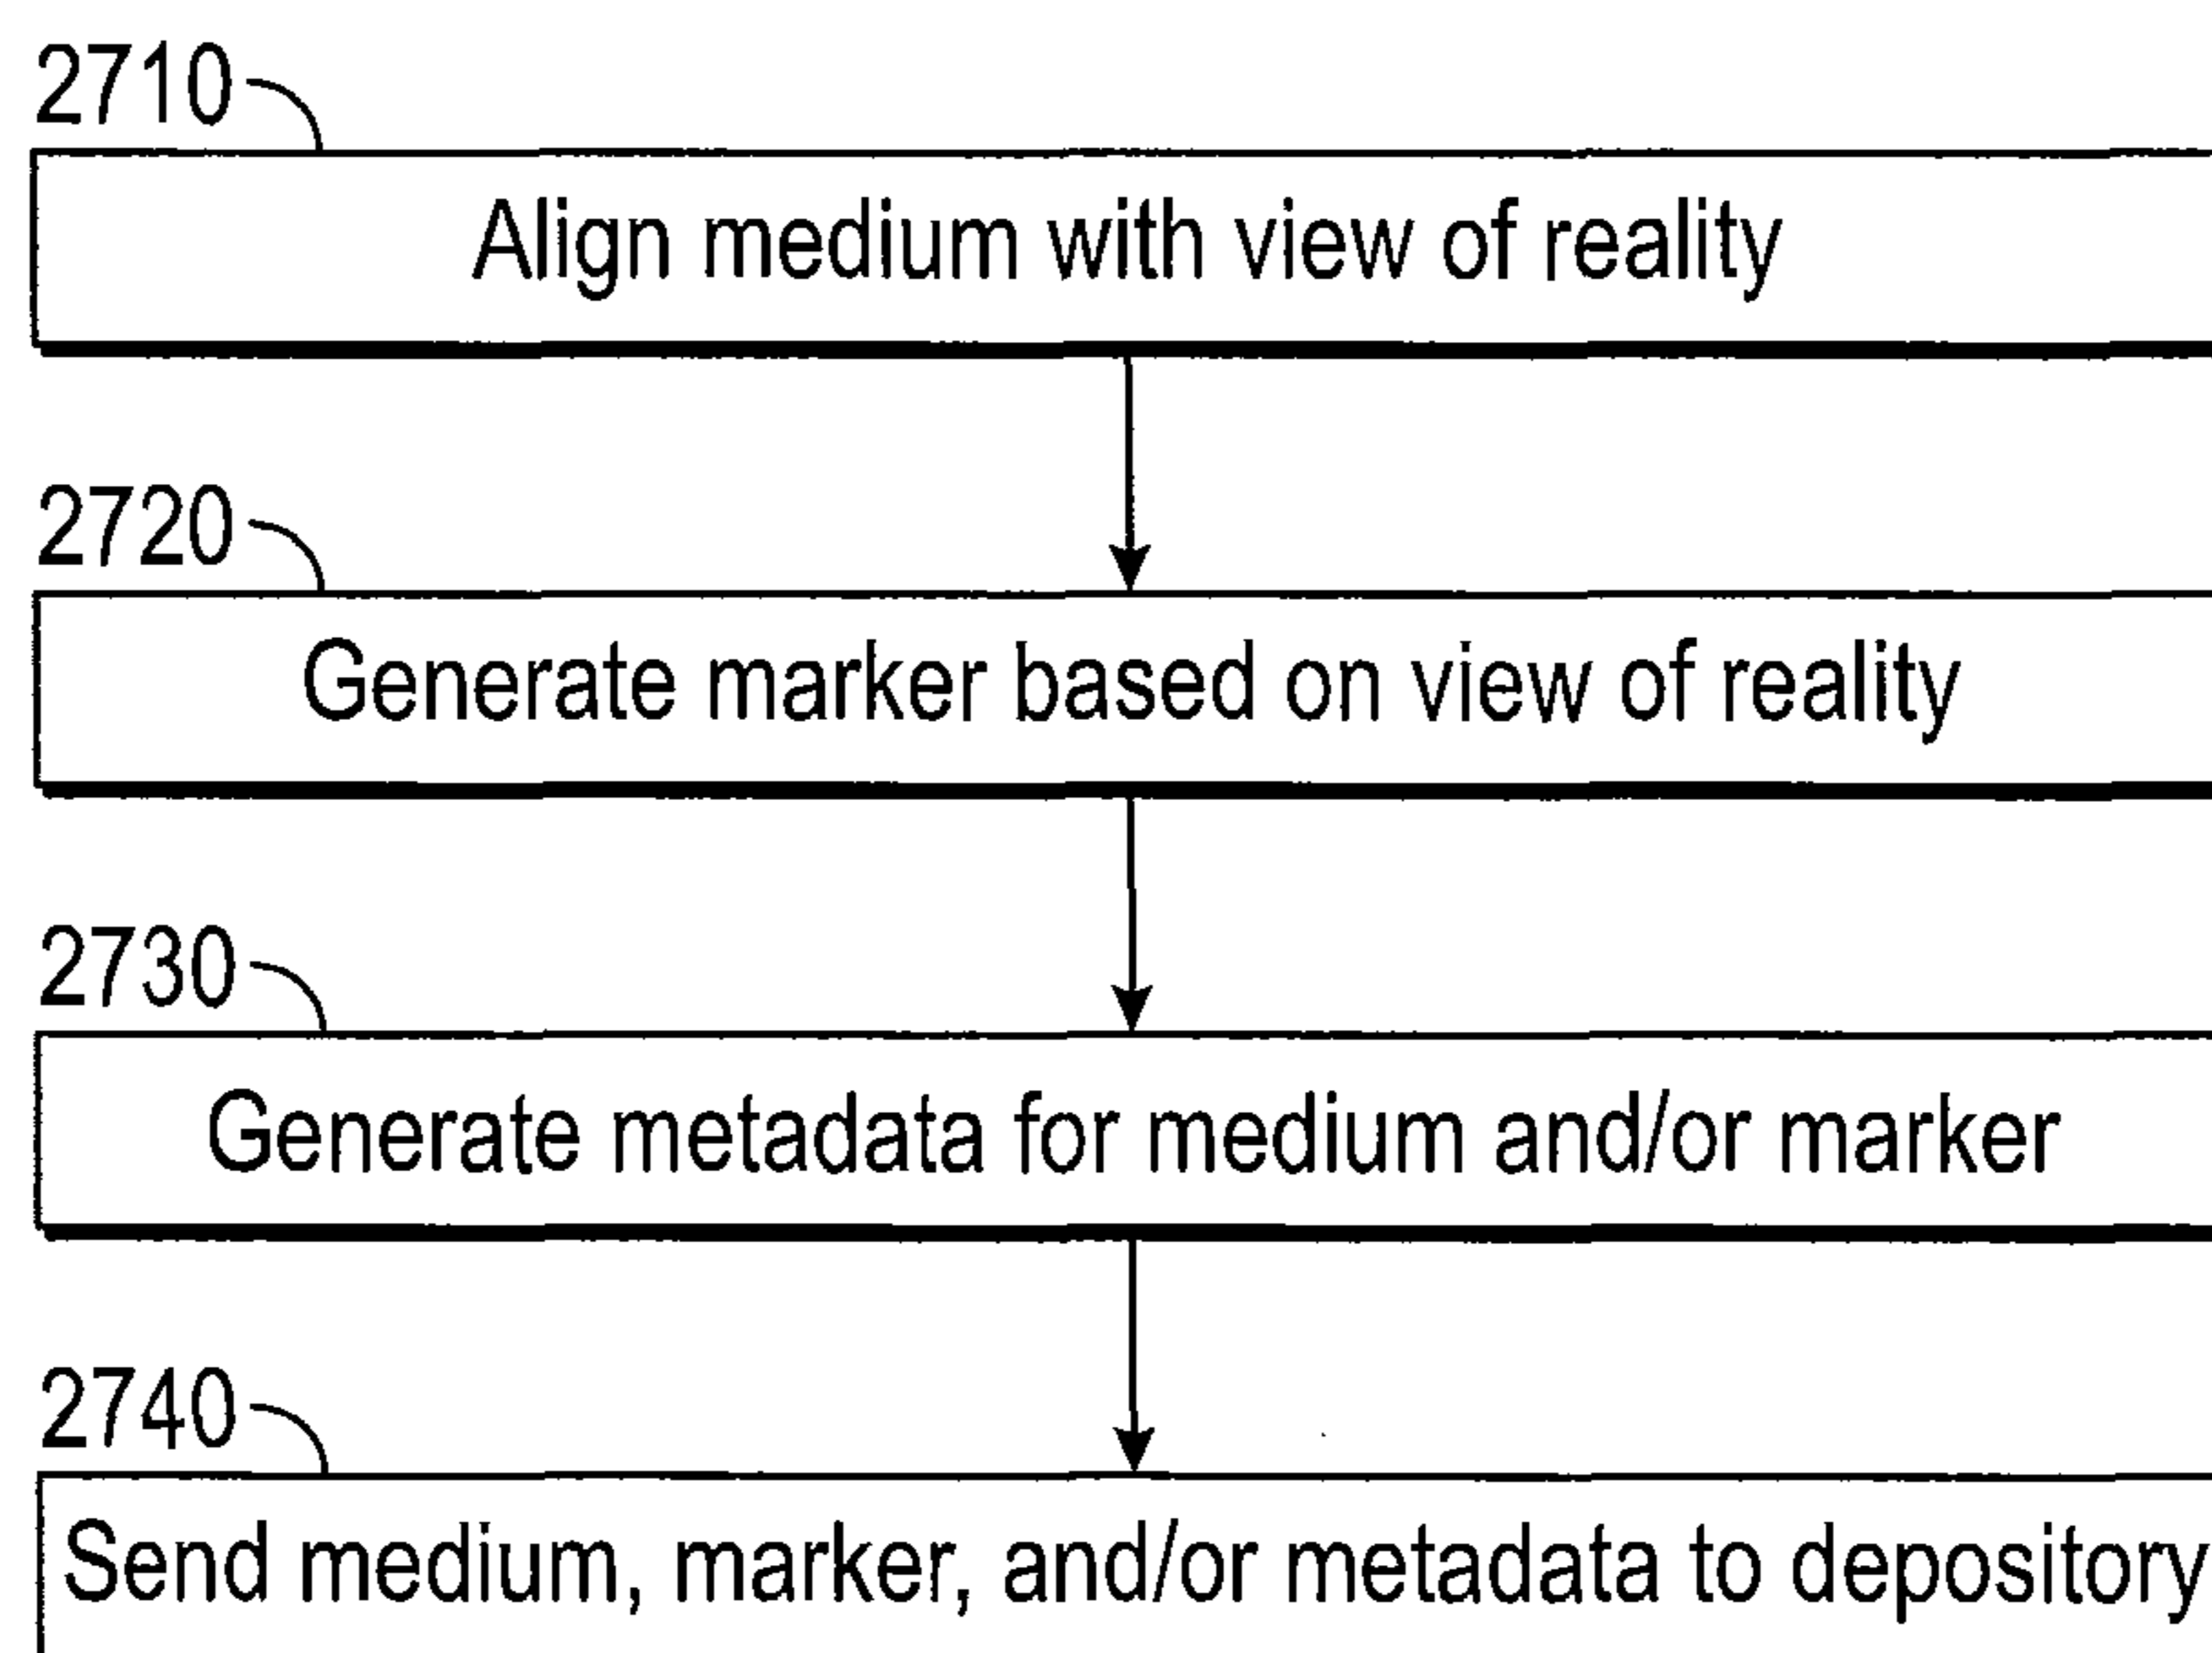 2710
Align medium with view of reality
2720
Generate marker based on view of reality
2730
Generate metadata for medium and/or marker
2740
Send medium, marker, and/or metadata to depository